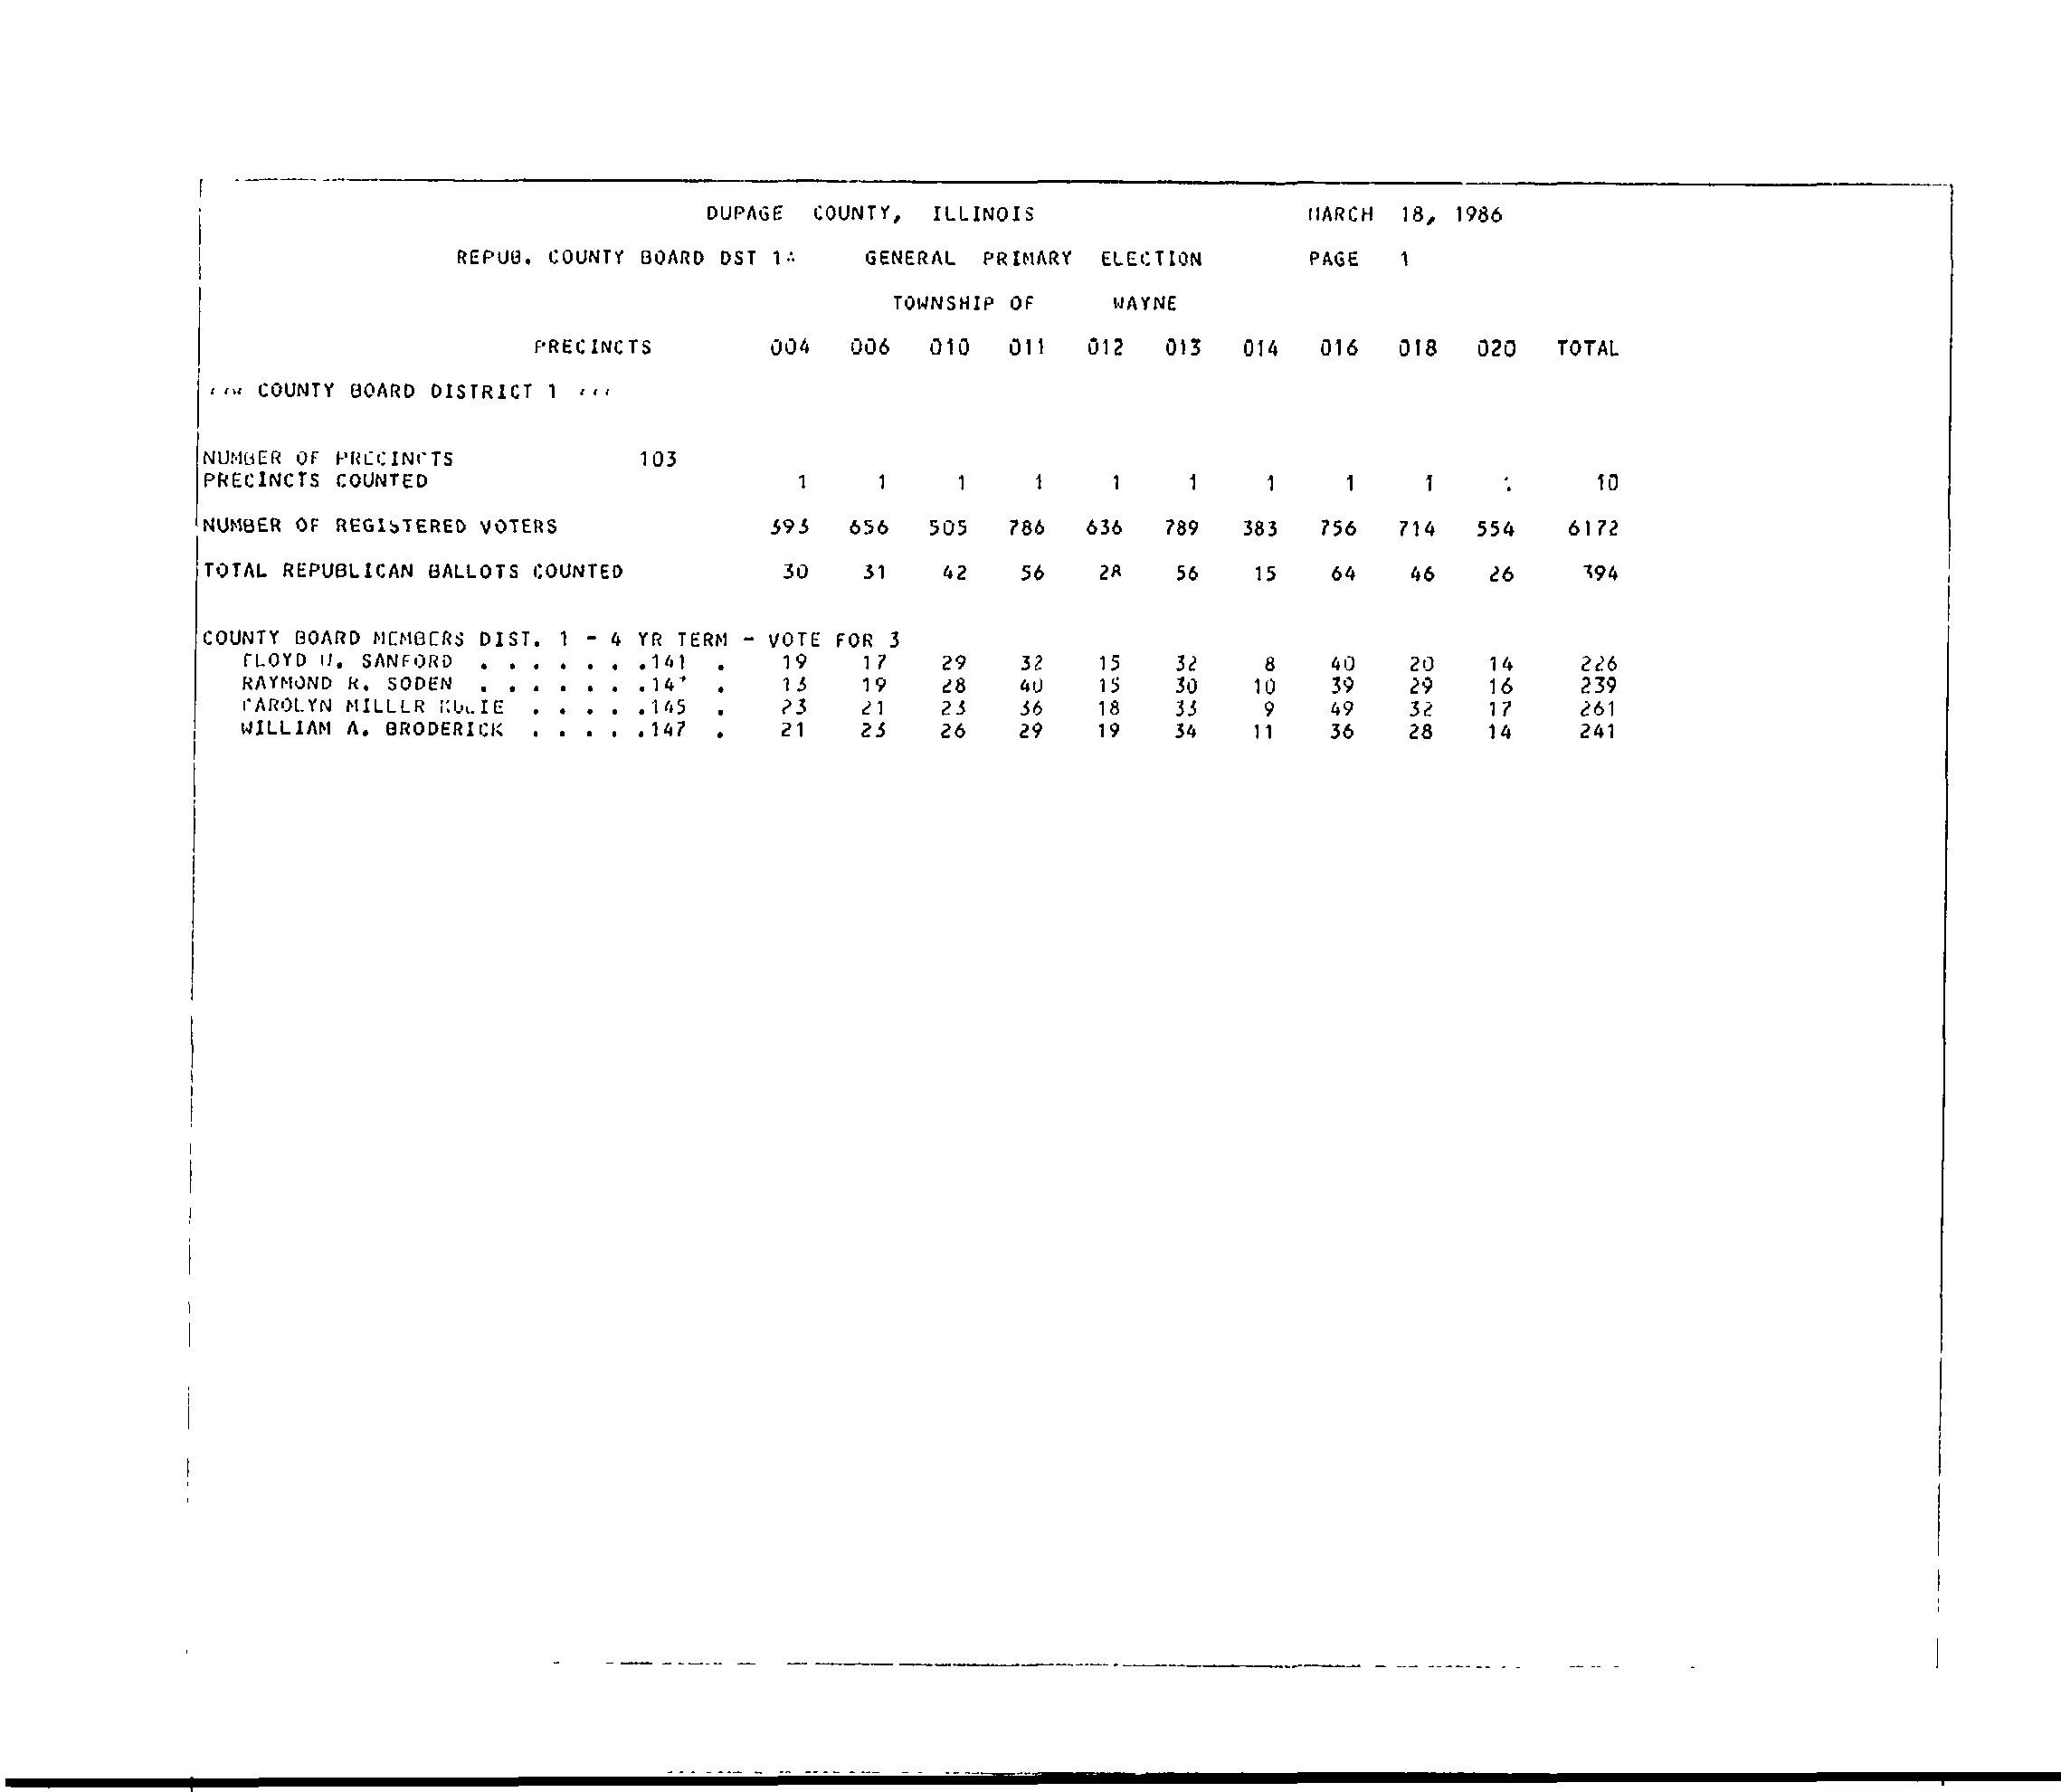 DUPAGE COUNTY, ILLINOIS MARCH 18, 1986
REPUB. COUNTY BOARD DST 1 GENERAL PRIMARY ELECTION PAGE 1
TOWNSHIP OF WAYNE
PRECINCTS 004 006 010 011 012 013 014 016 018 020 TOTAL
COUNTY BOARD DISTRICT 1
NUMBER OF PRECINCTS 103
PRECINCTS COUNTED 1 1 1 1 1 1 1 1 1 10
NUMBER OF REGISTERED VOTERS 393 656 505 786 636 789 383 756 714 554 6172
TOTAL REPUBLICAN BALLOTS COUNTED 30 31 42 56 28 56 15 64 46 26 394
COUNTY BOARD MEMBERS DIST. 1 - 4 YR TERM - VOTE FOR 3
FLOYD SANFORD . . . . . . .141 . 19 17 29 32 15 32 8 40 20 14 226
RAYMOND R. SODEN . . . . . . . 13 19 28 40 15 30 10 39 29 16 239
CAROLYN MILLER . . . . .145 . 23 21 23 36 18 33 9 49 32 17 261
WILLIAM A. BRODERICK . . . . .147 . 21 23 26 29 19 34 11 36 28 14 241